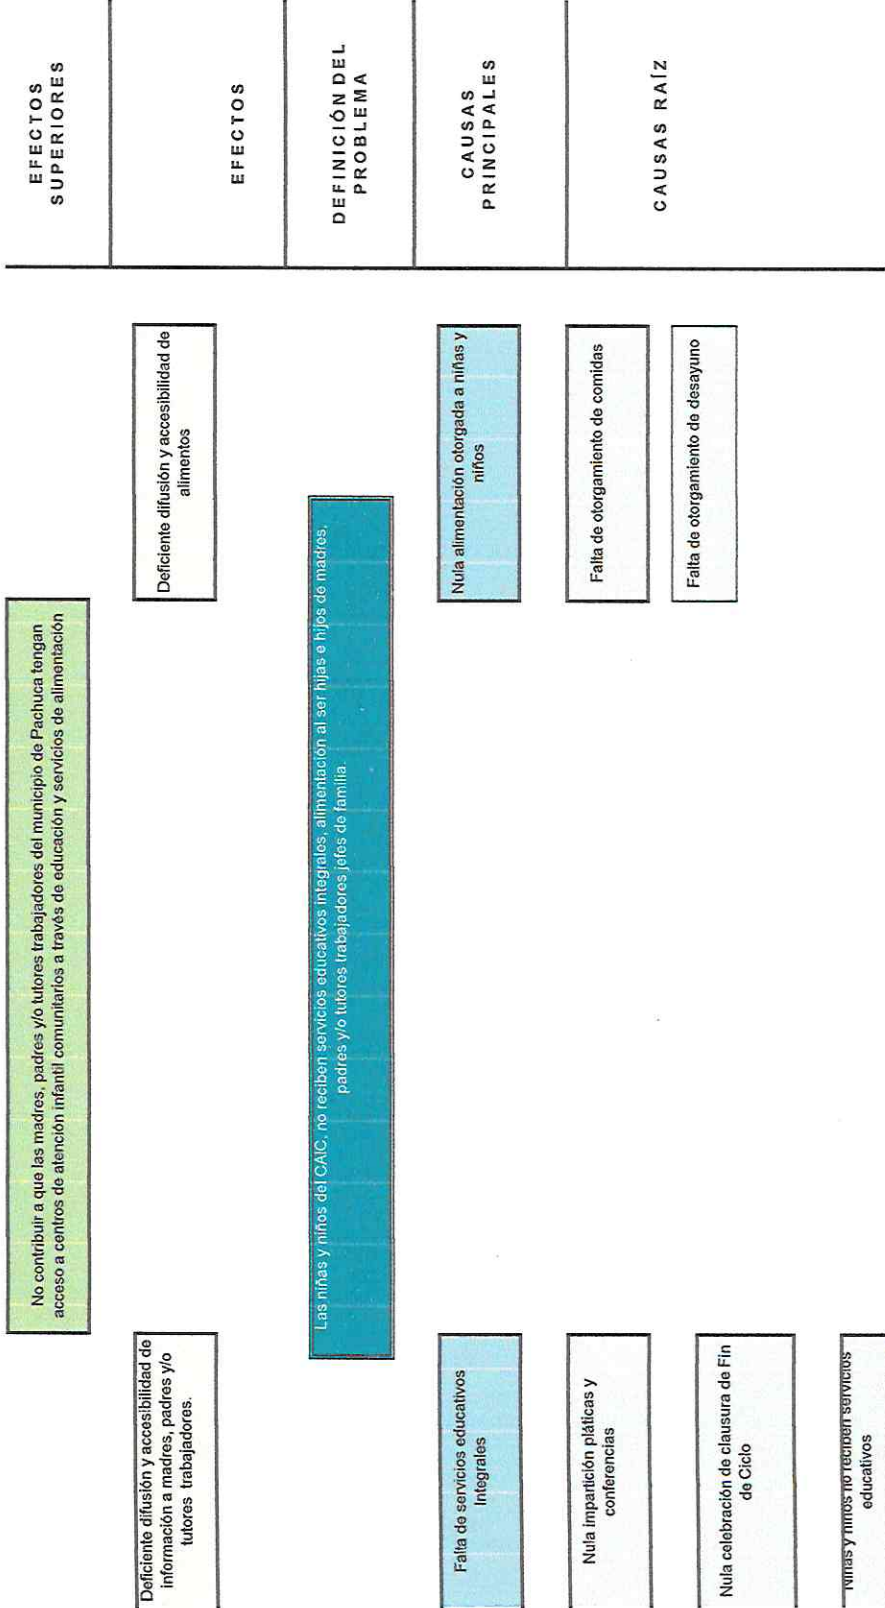 EFECTOS
SUPERIORES
No contribuir a que las madres, padres y/o tutores trabajadores del municipio de Pachuca tengan
acceso a centros de atención infantil comunitarios a través de educación y servicios de alimentación
EFECTOS
Deficiente difusión y accesibilidad de
información a madres, padres y/o
tutores trabajadores.
Deficiente difusión y accesibilidad de
alimentos
DEFINICIÓN DEL
PROBLEMA
Las niñas y niños del CAIC, no reciben servicios educativos integrales, alimentación al ser hijas e hijos de madres,
padres y/o tutores trabajadores jefes de familia.
CAUSAS
PRINCIPALES
Falta de servicios educativos
Integrales
Nula alimentación otorgada a niñas y
niños
CAUSAS RAÍZ
Nula impartición pláticas y
conferencias
Falta de otorgamiento de comidas
Nula celebración de clausura de Fin
de Ciclo
Falta de otorgamiento de desayuno
Niñas y niños no reciben servicios
educativos